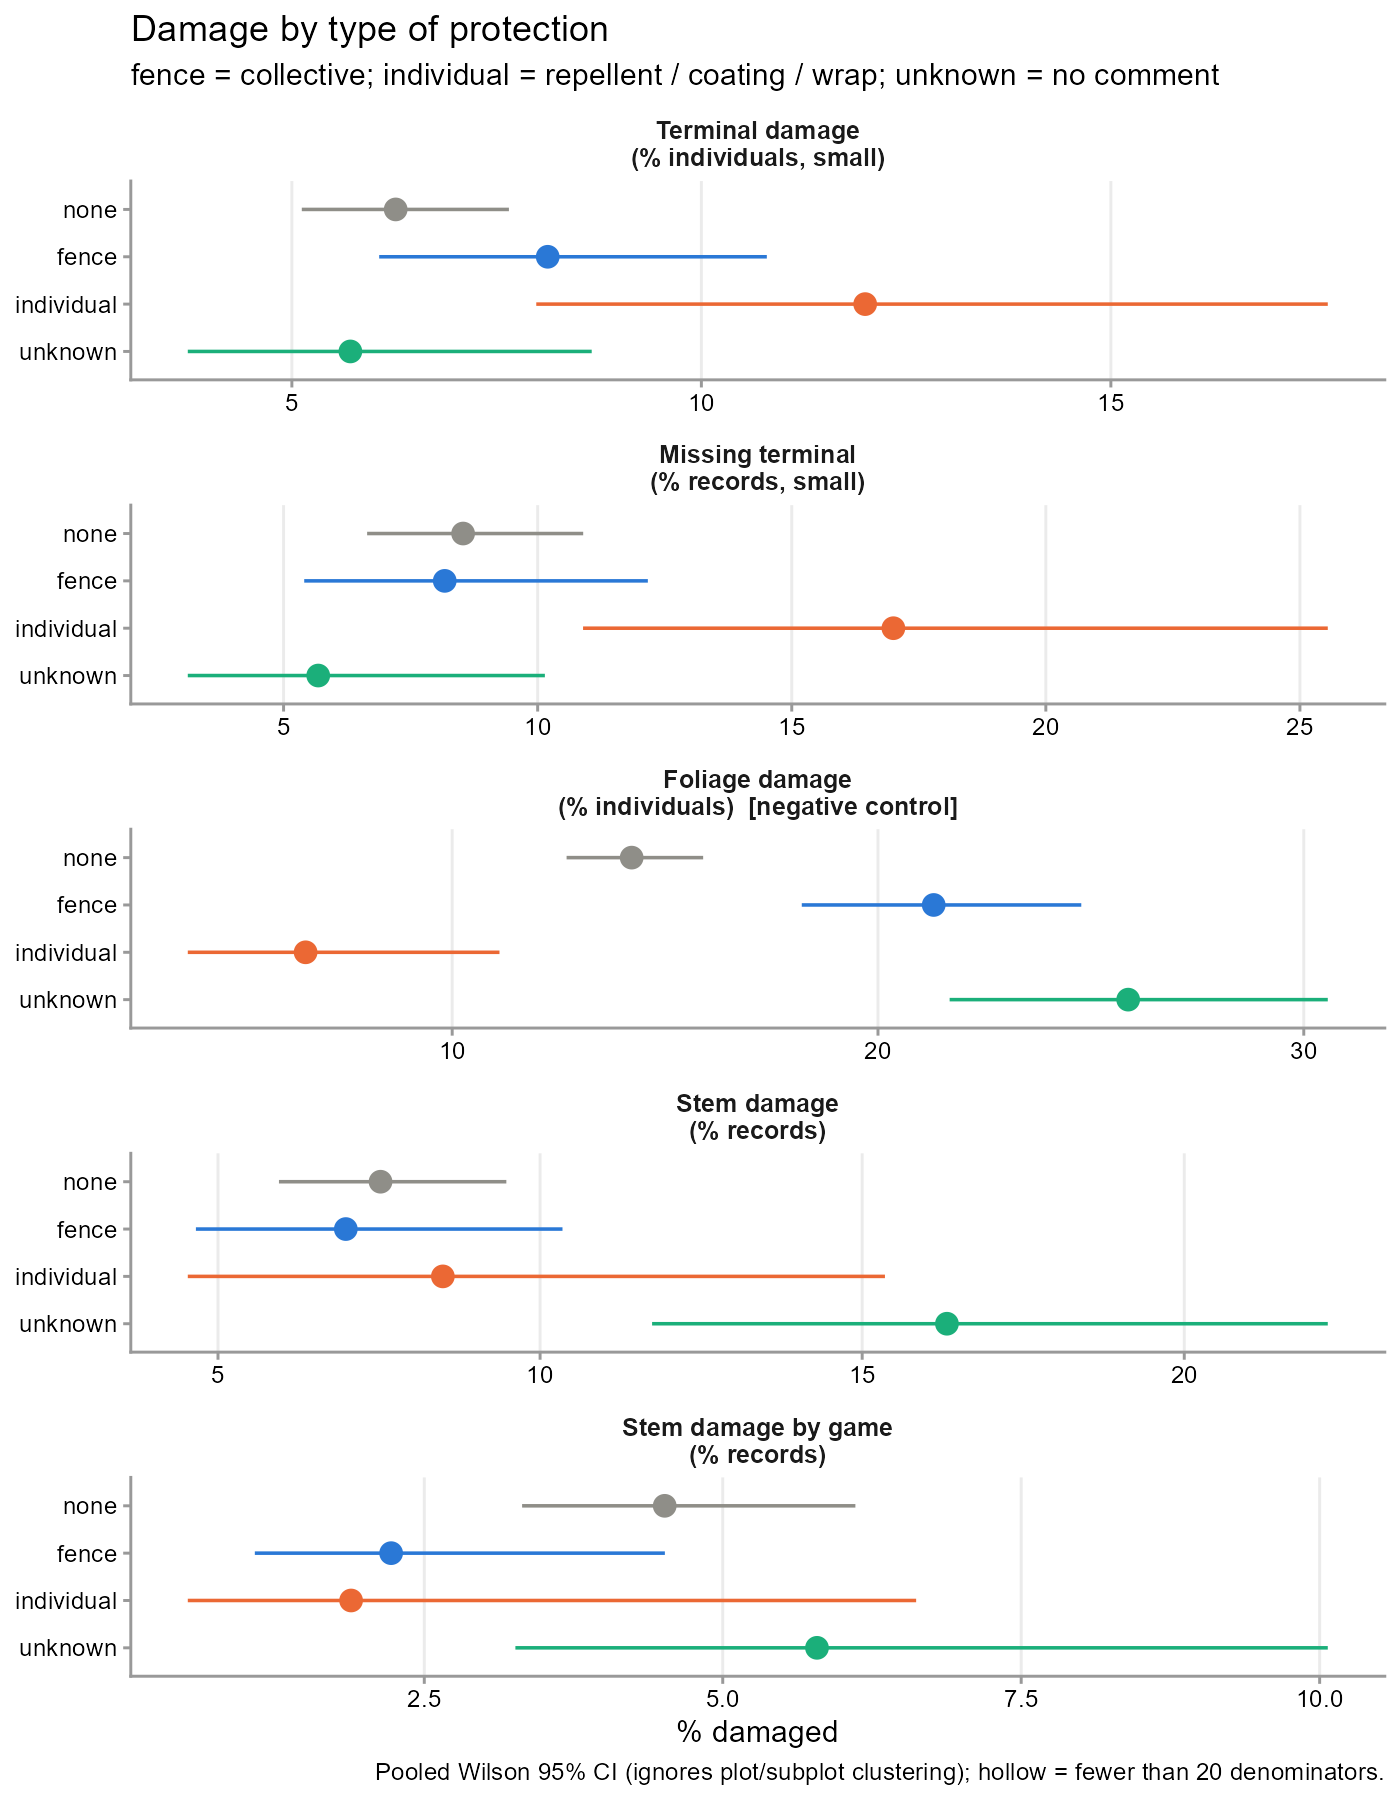 Damage by type of protection
fence = collective; individual = repellent / coating / wrap; unknown = no comment
Terminal damage
(% individuals, small)
none
fence
individual
unknown
5 10 15
Missing terminal
(% records, small)
none
fence
individual
unknown
5 10 15 20 25
Foliage damage
(% individuals)  [negative control]
none
fence
individual
unknown
10 20 30
Stem damage
(% records)
none
fence
individual
unknown
5 10 15 20
Stem damage by game
(% records)
none
fence
individual
unknown
2.5 5.0 7.5 10.0
% damaged
Pooled Wilson 95% CI (ignores plot/subplot clustering); hollow = fewer than 20 denominators.